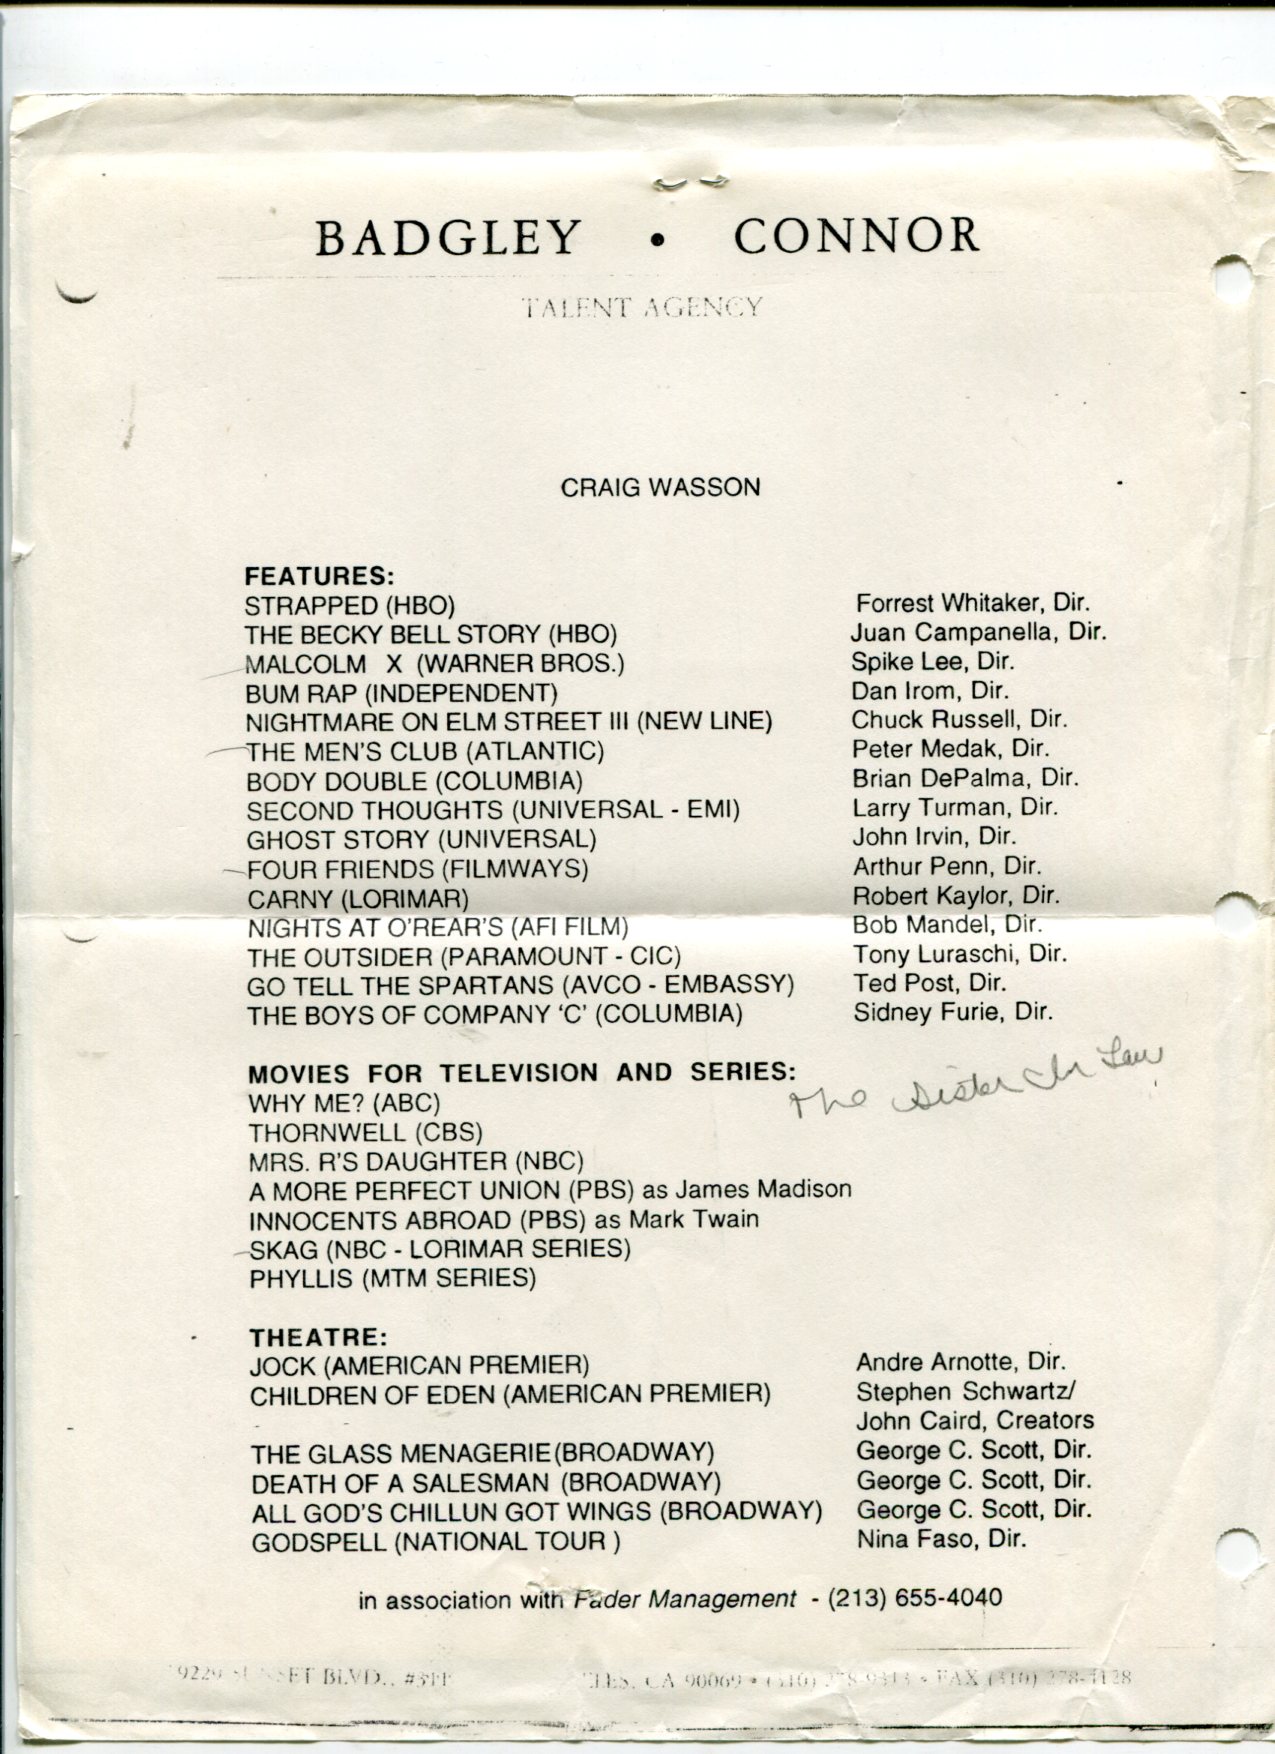 BADGLEY • CONNOR
TALENT AGENCY
CRAIG WASSON
FEATURES:
STRAPPED (HBO) Forrest Whitaker, Dir.
THE BECKY BELL STORY (HBO) Juan Campanella, Dir.
MALCOLM X (WARNER BROS.) Spike Lee, Dir.
BUM RAP (INDEPENDENT) Dan Irom, Dir.
NIGHTMARE ON ELM STREET III (NEW LINE) Chuck Russell, Dir.
THE MEN'S CLUB (ATLANTIC) Peter Medak, Dir.
BODY DOUBLE (COLUMBIA) Brian DePalma, Dir.
SECOND THOUGHTS (UNIVERSAL - EMI) Larry Turman, Dir.
GHOST STORY (UNIVERSAL) John Irvin, Dir.
FOUR FRIENDS (FILMWAYS) Arthur Penn, Dir.
CARNY (LORIMAR) Robert Kaylor, Dir.
NIGHTS AT O'REAR'S (AFI FILM) Bob Mandel, Dir.
THE OUTSIDER (PARAMOUNT - CIC) Tony Luraschi, Dir.
GO TELL THE SPARTANS (AVCO - EMBASSY) Ted Post, Dir.
THE BOYS OF COMPANY 'C' (COLUMBIA) Sidney Furie, Dir.
MOVIES FOR TELEVISION AND SERIES:
The Sister In Law
WHY ME? (ABC)
THORNWELL (CBS)
MRS. R'S DAUGHTER (NBC)
A MORE PERFECT UNION (PBS) as James Madison
INNOCENTS ABROAD (PBS) as Mark Twain
SKAG (NBC - LORIMAR SERIES)
PHYLLIS (MTM SERIES)
THEATRE:
JOCK (AMERICAN PREMIER) Andre Arnotte, Dir.
CHILDREN OF EDEN (AMERICAN PREMIER) Stephen Schwartz/
John Caird, Creators
THE GLASS MENAGERIE (BROADWAY) George C. Scott, Dir.
DEATH OF A SALESMAN (BROADWAY) George C. Scott, Dir.
ALL GOD'S CHILLUN GOT WINGS (BROADWAY) George C. Scott, Dir.
GODSPELL (NATIONAL TOUR ) Nina Faso, Dir.
in association with Fader Management - (213) 655-4040
9229 SUNSET BLVD., CA 90069 • FAX (310) 278-4128